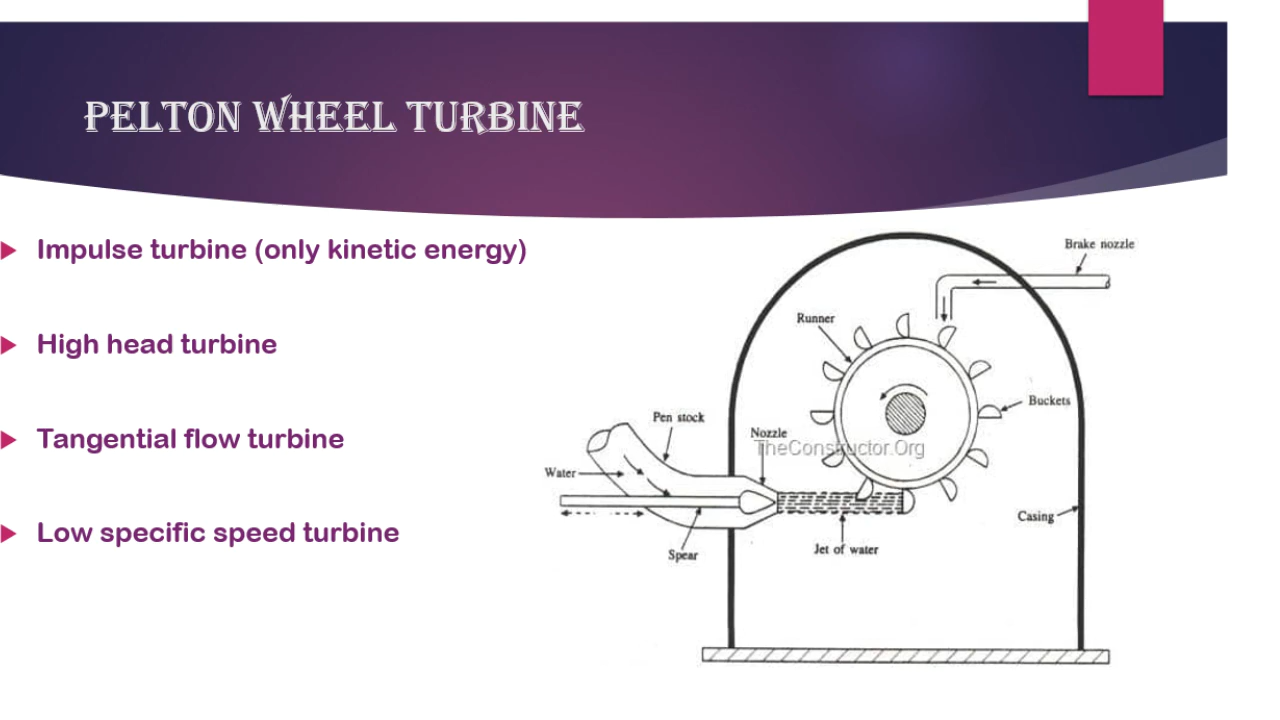 PELTON WHEEL TURBINE
Impulse turbine (only kinetic energy)
High head turbine
Tangential flow turbine
Low specific speed turbine
Brake nozzle
Runner
Buckets
Pen stock
Nozzle
TheConstructor.Org
Water
Casing
Spear
Jet of water